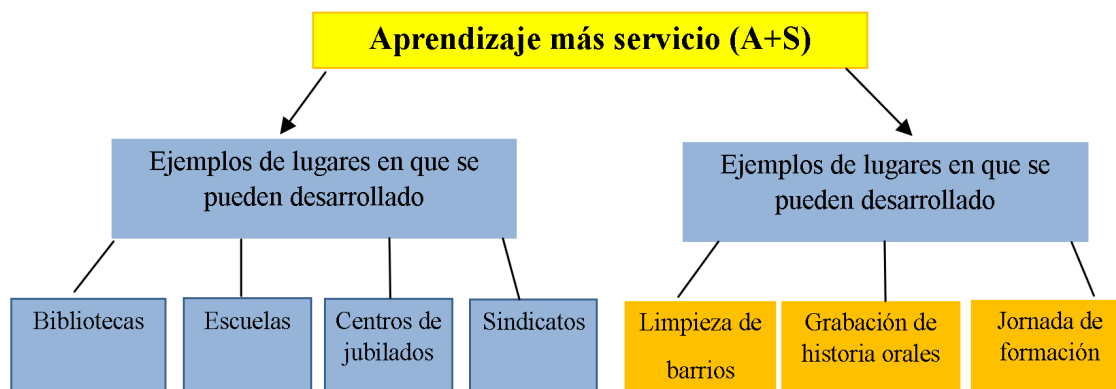 Aprendizaje más servicio (A+S)
Ejemplos de lugares en que se
pueden desarrollado
Ejemplos de lugares en que se
pueden desarrollado
Bibliotecas
Escuelas
Centros de
jubilados
Sindicatos
Limpieza de
barrios
Grabación de
historia orales
Jornada de
formación